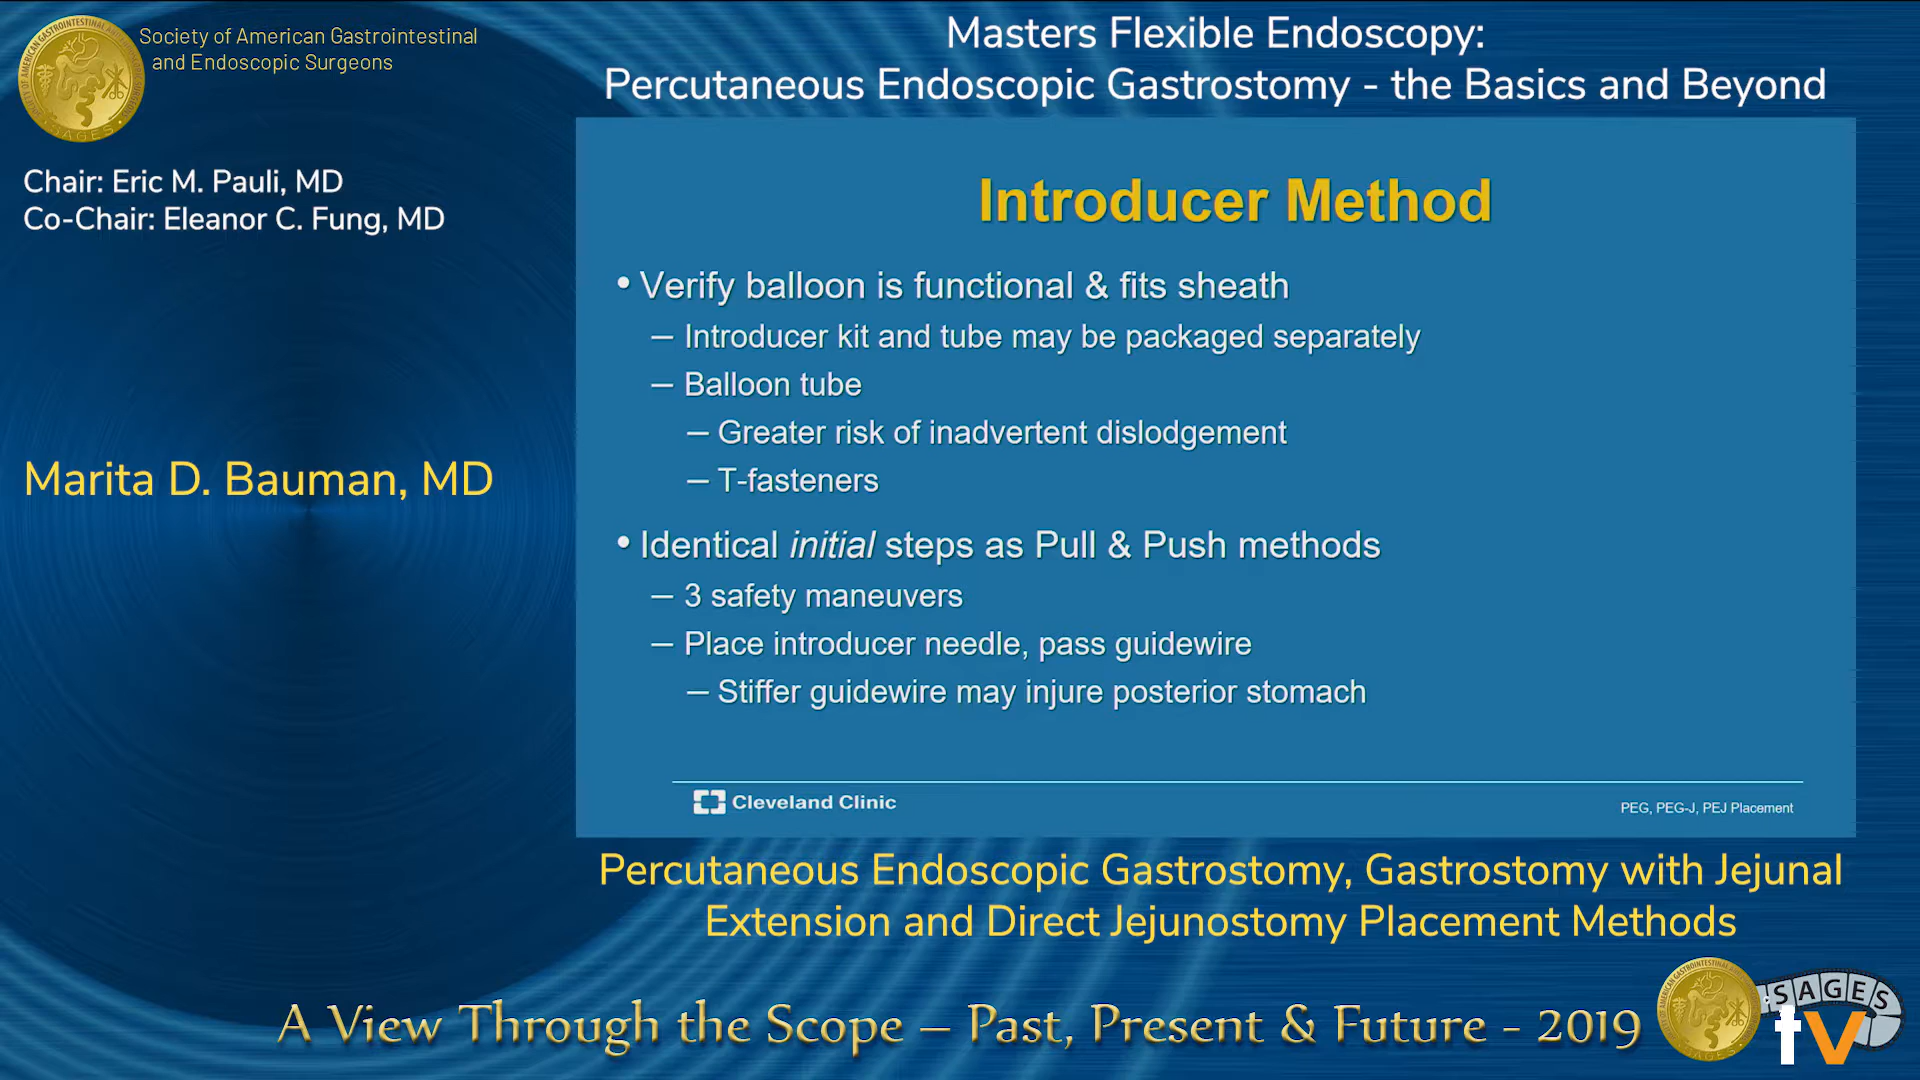 Society of American Gastrointestinal
and Endoscopic Surgeons
Masters Flexible Endoscopy:
Percutaneous Endoscopic Gastrostomy - the Basics and Beyond
Chair: Eric M. Pauli, MD
Co-Chair: Eleanor C. Fung, MD
Marita D. Bauman, MD
Introducer Method
• Verify balloon is functional & fits sheath
– Introducer kit and tube may be packaged separately
– Balloon tube
– Greater risk of inadvertent dislodgement
– T-fasteners
• Identical initial steps as Pull & Push methods
– 3 safety maneuvers
– Place introducer needle, pass guidewire
– Stiffer guidewire may injure posterior stomach
Cleveland Clinic
PEG, PEG-J, PEJ Placement
Percutaneous Endoscopic Gastrostomy, Gastrostomy with Jejunal
Extension and Direct Jejunostomy Placement Methods
A View Through the Scope – Past, Present & Future - 2019
SAGES
tv